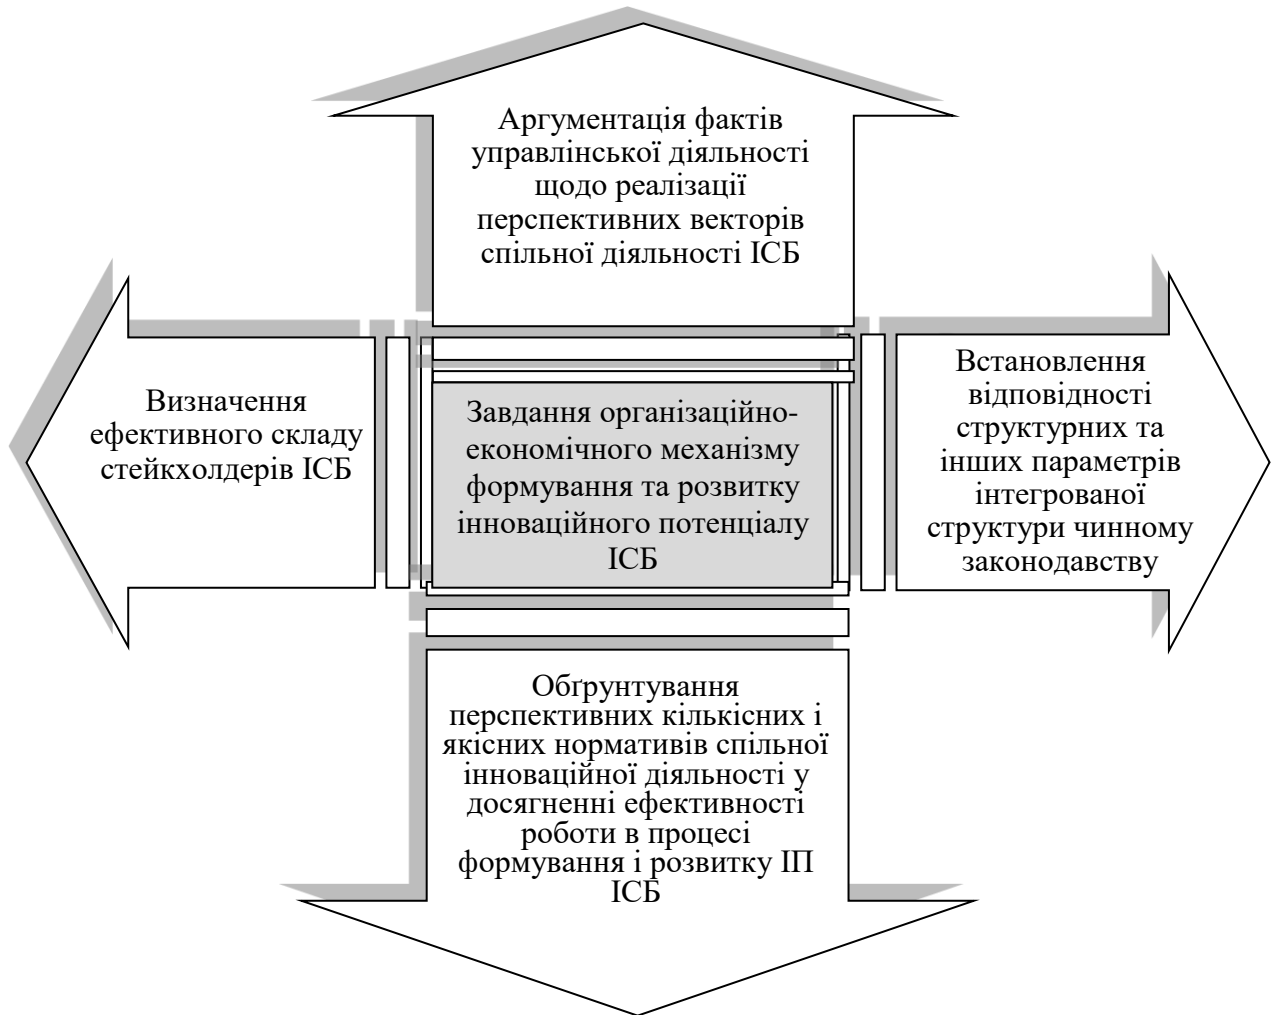 Аргументація фактів
управлінської діяльності
щодо реалізації
перспективних векторів
спільної діяльності ІСБ
Визначення
ефективного складу
стейкхолдерів ІСБ
Завдання організаційно-
економічного механізму
формування та розвитку
інноваційного потенціалу
ІСБ
Встановлення
відповідності
структурних та
інших параметрів
інтегрованої
структури чинному
законодавству
Обґрунтування
перспективних кількісних і
якісних нормативів спільної
інноваційної діяльності у
досягненні ефективності
роботи в процесі
формування і розвитку ІП
ІСБ